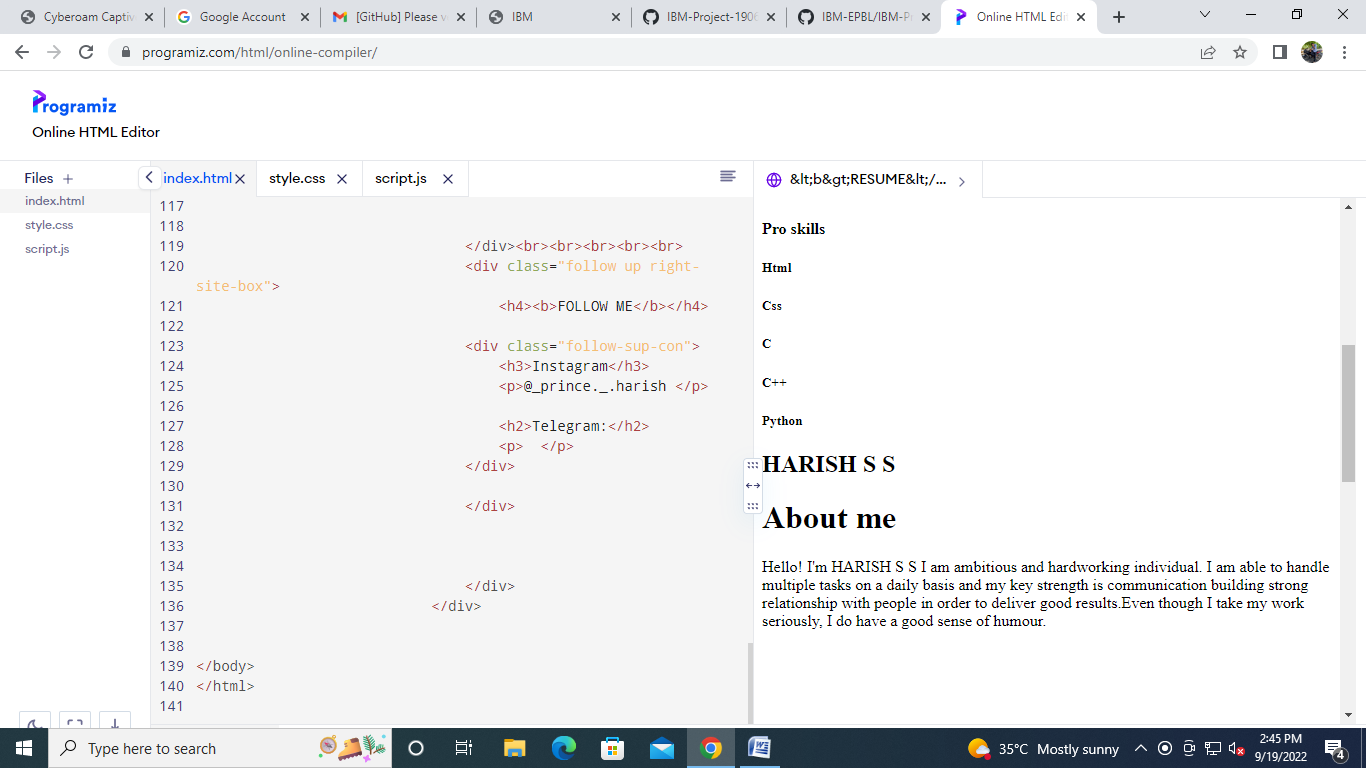 Cyberoam Captiv
Google Account
[GitHub] Please v
IBM
IBM-Project-1906
IBM-EPBL/IBM-Pr
Online HTML Edi
programiz.com/html/online-compiler/
Programiz
Online HTML Editor
Files
index.html
style.css
script.js
index.html
style.css
script.js
117
118
119 </div><br><br><br><br><br>
120 <div class="follow up right-
site-box">
121 <h4><b>FOLLOW ME</b></h4>
122
123 <div class="follow-sup-con">
124 <h3>Instagram</h3>
125 <p>@_prince._.harish </p>
126
127 <h2>Telegram:</h2>
128 <p>  </p>
129 </div>
130
131 </div>
132
133
134
135 </div>
136 </div>
137
138
139 </body>
140 </html>
141
&lt;b&gt;RESUME&lt;/...
Pro skills
Html
Css
C
C++
Python
HARISH S S
About me
Hello! I'm HARISH S S I am ambitious and hardworking individual. I am able to handle
multiple tasks on a daily basis and my key strength is communication building strong
relationship with people in order to deliver good results.Even though I take my work
seriously, I do have a good sense of humour.
Type here to search
35°C Mostly sunny
2:45 PM
9/19/2022
4